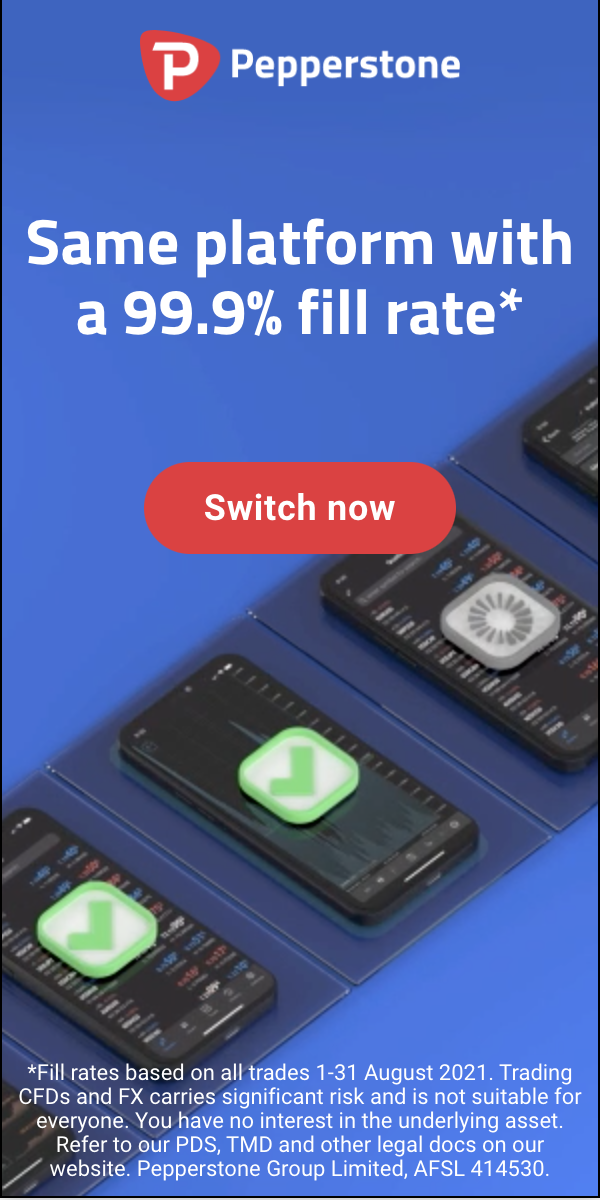 Pepperstone
Same platform with
a 99.9% fill rate*
Switch now
*Fill rates based on all trades 1-31 August 2021. Trading
CFDs and FX carries significant risk and is not suitable for
everyone. You have no interest in the underlying asset.
Refer to our PDS, TMD and other legal docs on our
website. Pepperstone Group Limited, AFSL 414530.